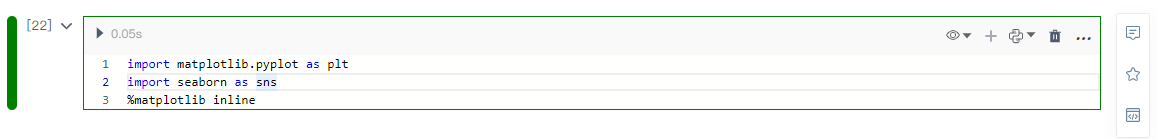 [22]
0.05s
1 import matplotlib.pyplot as plt
2 import seaborn as sns
3 %matplotlib inline